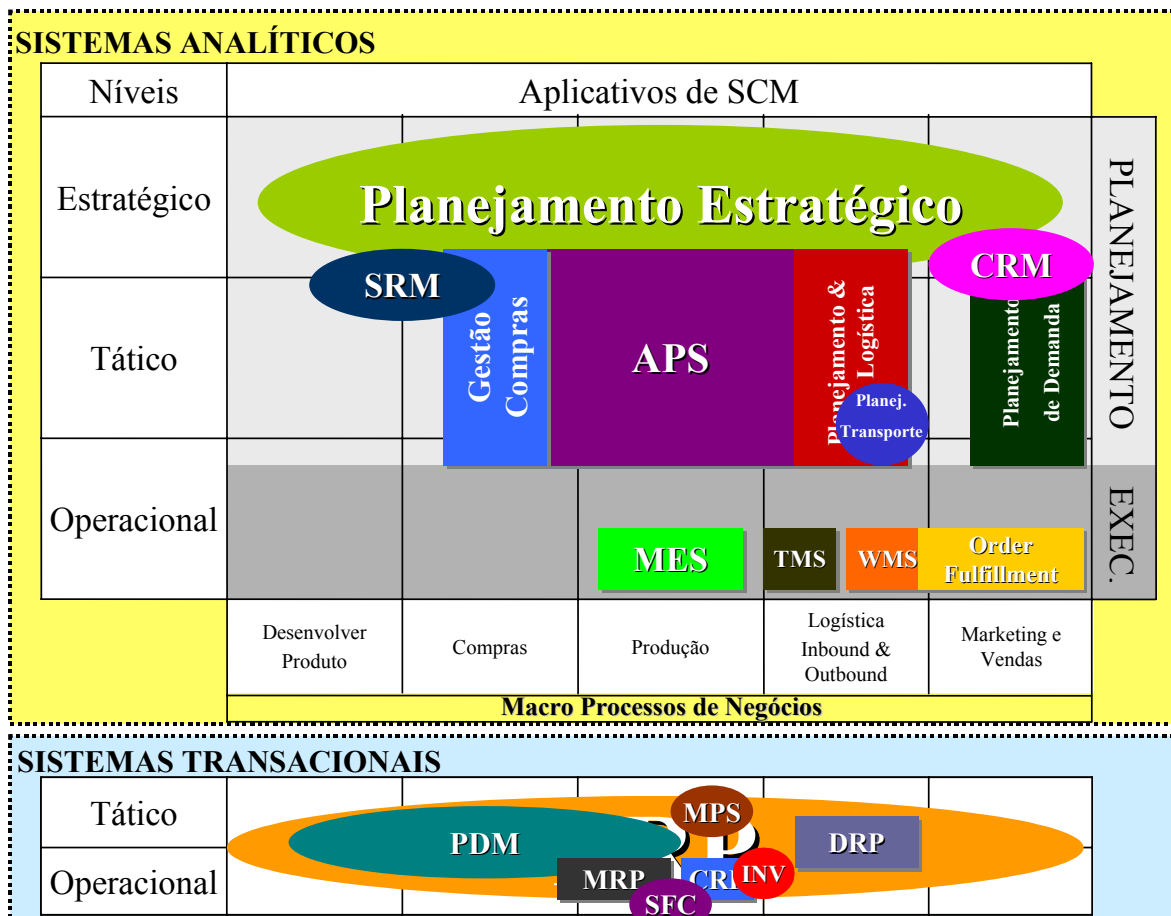 SISTEMAS ANALÍTICOS
Níveis
Aplicativos de SCM
Estratégico
Planejamento Estratégico
PLANEJAMENTO
SRM
CRM
Tático
Gestão
Compras
APS
Planejamento &
Logística
Planej.
Transporte
Planejamento
de Demanda
Operacional
EXEC.
MES
TMS
WMS
Order
Fulfillment
Desenvolver
Produto
Compras
Produção
Logística
Inbound &
Outbound
Marketing e
Vendas
Macro Processos de Negócios
SISTEMAS TRANSACIONAIS
Tático
MPS
PDM
DRP
Operacional
MRP
INV
SFC